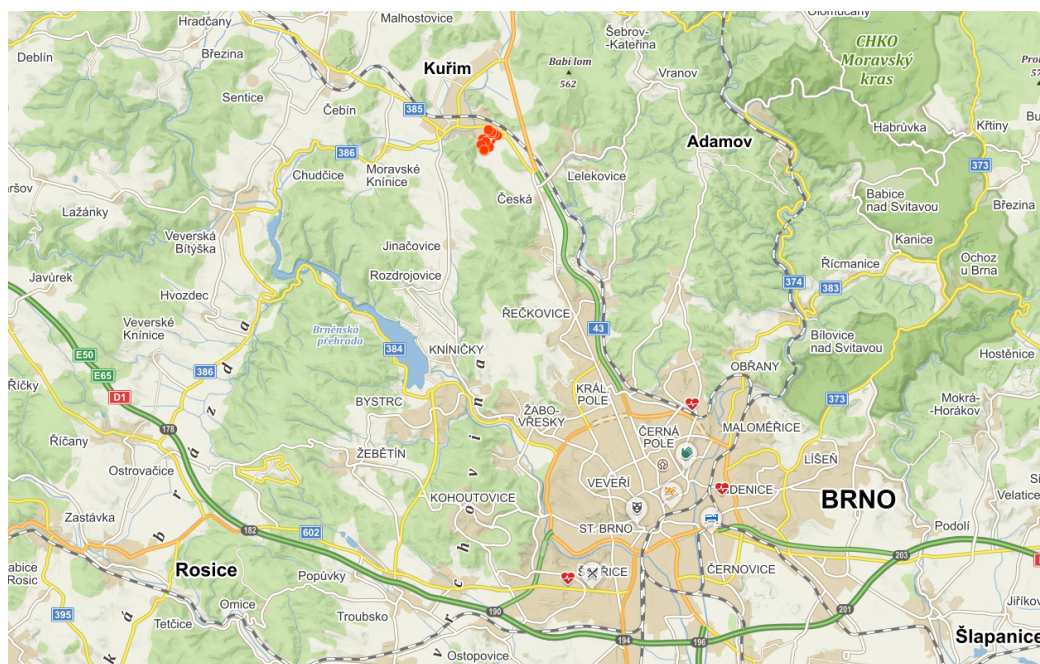 Olomučany
Hradčany
Malhostovice
Šebrov-
-Kateřina
CHKO
Moravský
kras
Deblín
Březina
Kuřim
Babí lom
562
Vranov
Sentice
Čebín
385
Habrůvka
Křtiny
386
Adamov
373
Chudčice
Moravské
Knínice
Lelekovice
Babice
nad Svitavou
Březina
Lažánky
Česká
Veverská
Bítýška
Jinačovice
Kanice
Ochoz
u Brna
Javůrek
Rozdrojovice
374
Řícmanice
383
Hvozdec
ŘEČKOVICE
Veverské
Knínice
Brněnská
přehrada
43
Bílovice
nad Svitavou
384
KNÍNIČKY
Hostěnice
E50
E65
D1
386
OBŘANY
Říčky
BYSTRC
KRÁL.
POLE
373
Mokrá-
-Horákov
ŽABO-
VŘESKY
178
Říčany
ČERNÁ
POLE
MALOMĚŘICE
Ostrovačice
ŽEBĚTÍN
LÍŠEŇ
VEVEŘÍ
ŽIDENICE
BRNO
KOHOUTOVICE
Velatice
Zastávka
182
602
ST. BRNO
Podolí
203
Rosice
Popůvky
ČERNOVICE
395
Omice
Troubsko
190
201
Jiříkov
Tetčice
194
196
Šlapanice
Ostopovice